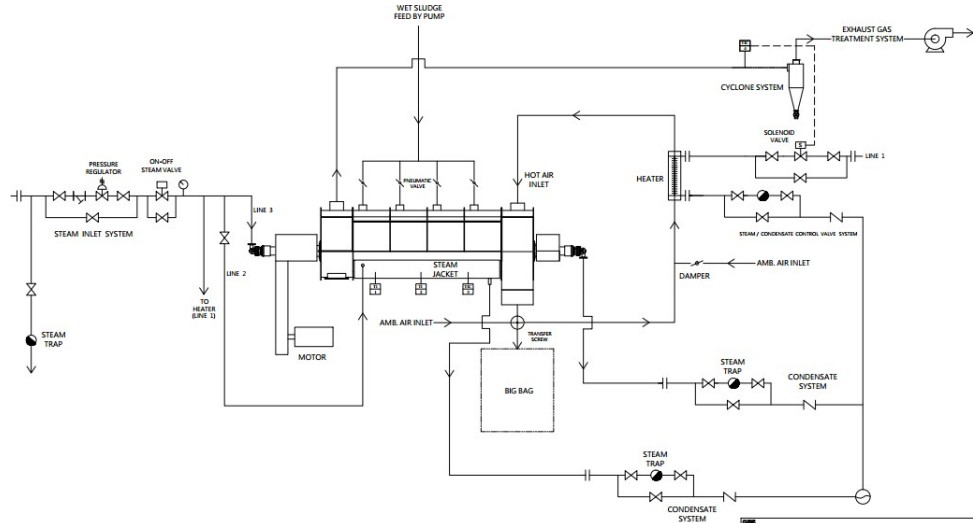 WET SLUDGE
FEED BY PUMP
EXHAUST GAS
TREATMENT SYSTEM
CYCLONE SYSTEM
SOLENOID
VALVE
S
LINE 1
PRESSURE
REGULATOR
ON-OFF
STEAM VALVE
PNEUMATIC
VALVE
HOT AIR
INLET
HEATER
STEAM INLET SYSTEM
LINE 3
STEAM / CONDENSATE CONTROL VALVE SYSTEM
LINE 2
STEAM
JACKET
AMB. AIR INLET
DAMPER
TO
HEATER
(LINE 1)
AMB. AIR INLET
TRANSFER
SCREW
STEAM
TRAP
MOTOR
BIG BAG
STEAM
TRAP
CONDENSATE
SYSTEM
STEAM
TRAP
CONDENSATE
SYSTEM